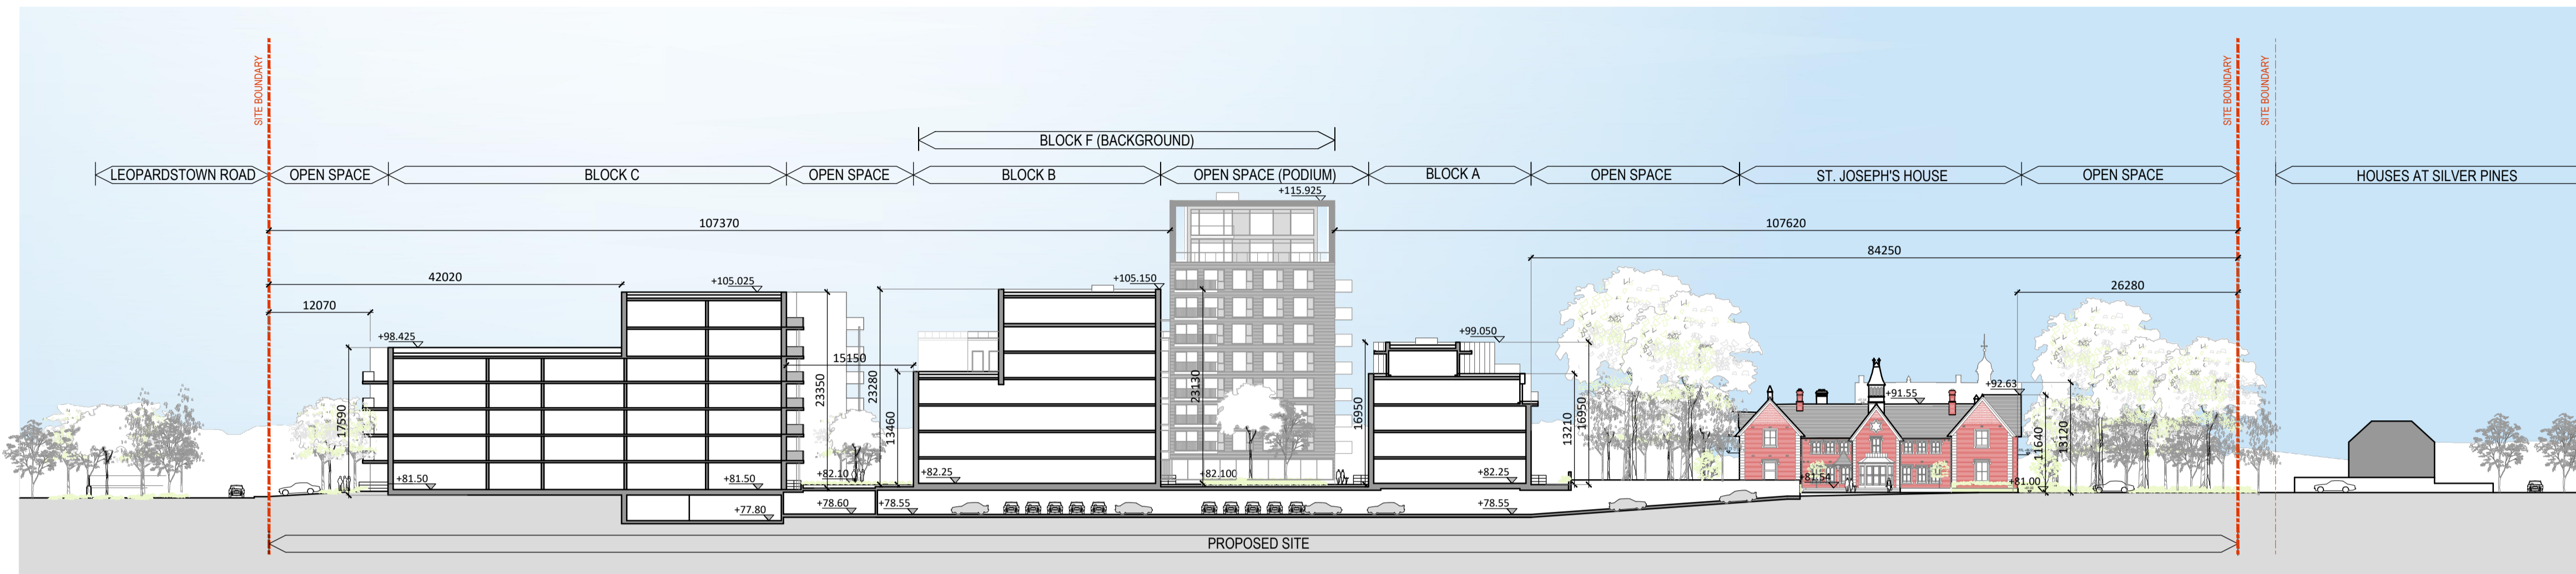 SITE BOUNDARY
SITE BOUNDARY
SITE BOUNDARY
BLOCK F (BACKGROUND)
LEOPARDSTOWN ROAD
OPEN SPACE
BLOCK C
OPEN SPACE
BLOCK B
OPEN SPACE (PODIUM)
BLOCK A
OPEN SPACE
ST. JOSEPH'S HOUSE
OPEN SPACE
HOUSES AT SILVER PINES
+115.925
107370
107620
84250
42020
+105.025
+105.150
26280
12070
+98.425
+99.050
15150
17590
23350
23280
13460
23130
16950
13210
16950
+91.55
+92.63
11640
13120
+81.50
+81.50
+82.10
+82.25
+82.100
+82.25
+81.54
+81.00
+77.80
+78.60
+78.55
+78.55
PROPOSED SITE